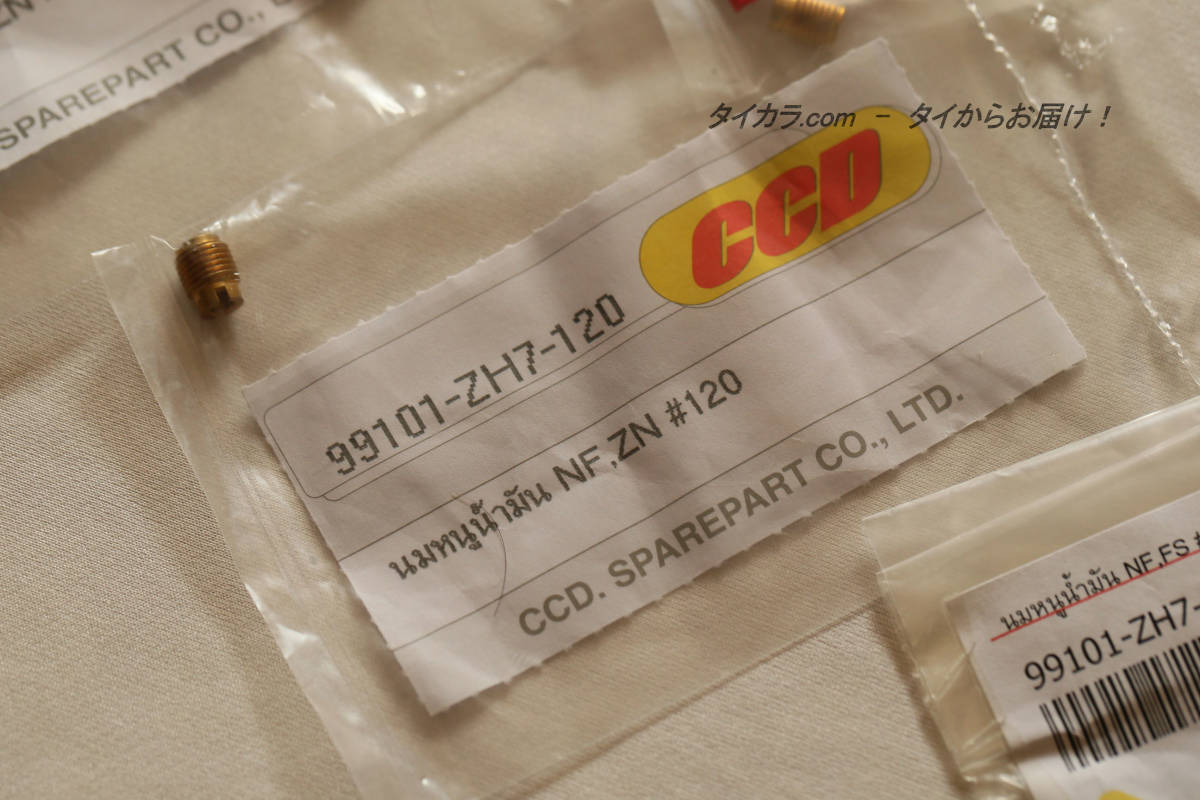 SPAREPART CO.,
タイカラ.com － タイからお届け！
CCD
99101-ZH7-120
นมหนูน้ำมัน NF,ZN #120
CCD. SPAREPART CO., LTD.
นมหนูน้ำมัน NF,FS #
99101-ZH7-